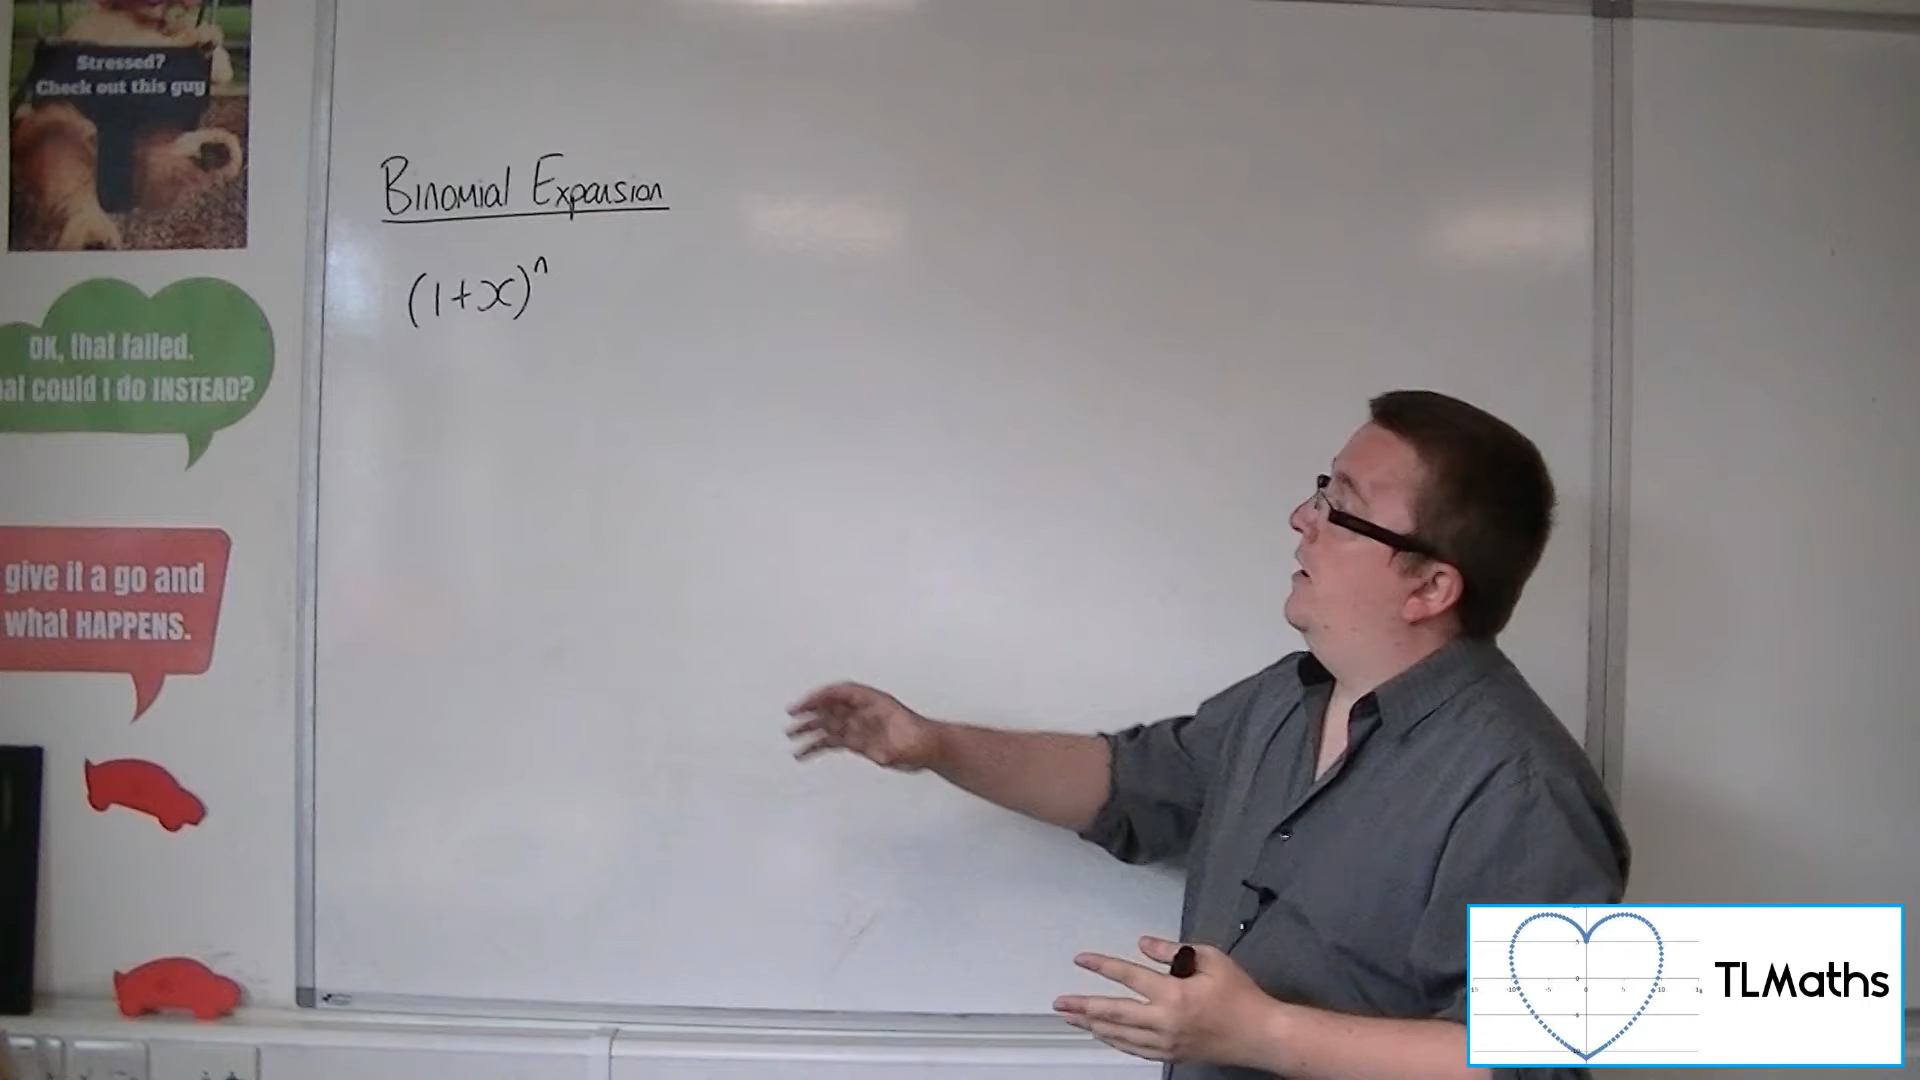 Stressed?
Check out this guy
Binomial Expansion
(1+x)^n
OK, that failed.
could I do INSTEAD?
give it a go and
what HAPPENS.
TLMaths